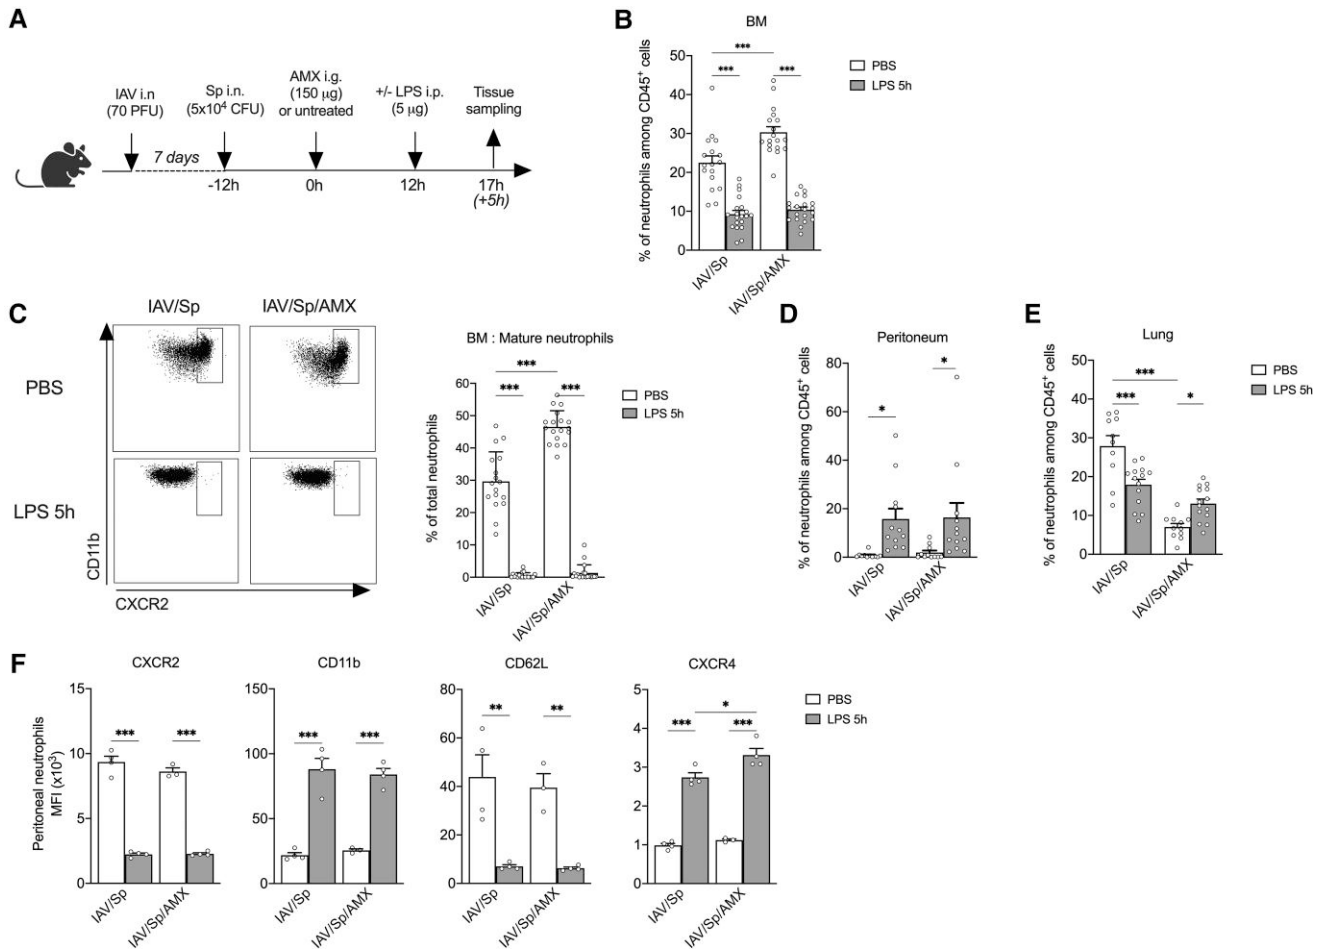 A
IAV i.n
(70 PFU)
Sp i.n.
(5x10⁴ CFU)
AMX i.g.
(150 µg)
or untreated
+/- LPS i.p.
(5 µg)
Tissue
sampling
7 days
-12h
0h
12h
17h
(+5h)
B
BM
% of neutrophils among CD45⁺ cells
50
40
30
20
10
0
***
***
***
PBS
LPS 5h
IAV/Sp
IAV/Sp/AMX
C
IAV/Sp
IAV/Sp/AMX
PBS
LPS 5h
CD11b
CXCR2
BM : Mature neutrophils
% of total neutrophils
60
50
40
30
20
10
0
***
***
***
PBS
LPS 5h
IAV/Sp
IAV/Sp/AMX
D
Peritoneum
% of neutrophils among CD45⁺ cells
80
60
40
20
0
*
*
IAV/Sp
IAV/Sp/AMX
E
Lung
% of neutrophils among CD45⁺ cells
50
40
30
20
10
0
***
***
*
PBS
LPS 5h
IAV/Sp
IAV/Sp/AMX
F
Peritoneal neutrophils
MFI (x10³)
CXCR2
15
10
5
0
***
***
IAV/Sp
IAV/Sp/AMX
CD11b
150
100
50
0
***
***
IAV/Sp
IAV/Sp/AMX
CD62L
80
60
40
20
0
**
**
IAV/Sp
IAV/Sp/AMX
CXCR4
5
4
3
2
1
0
*
***
***
IAV/Sp
IAV/Sp/AMX
PBS
LPS 5h